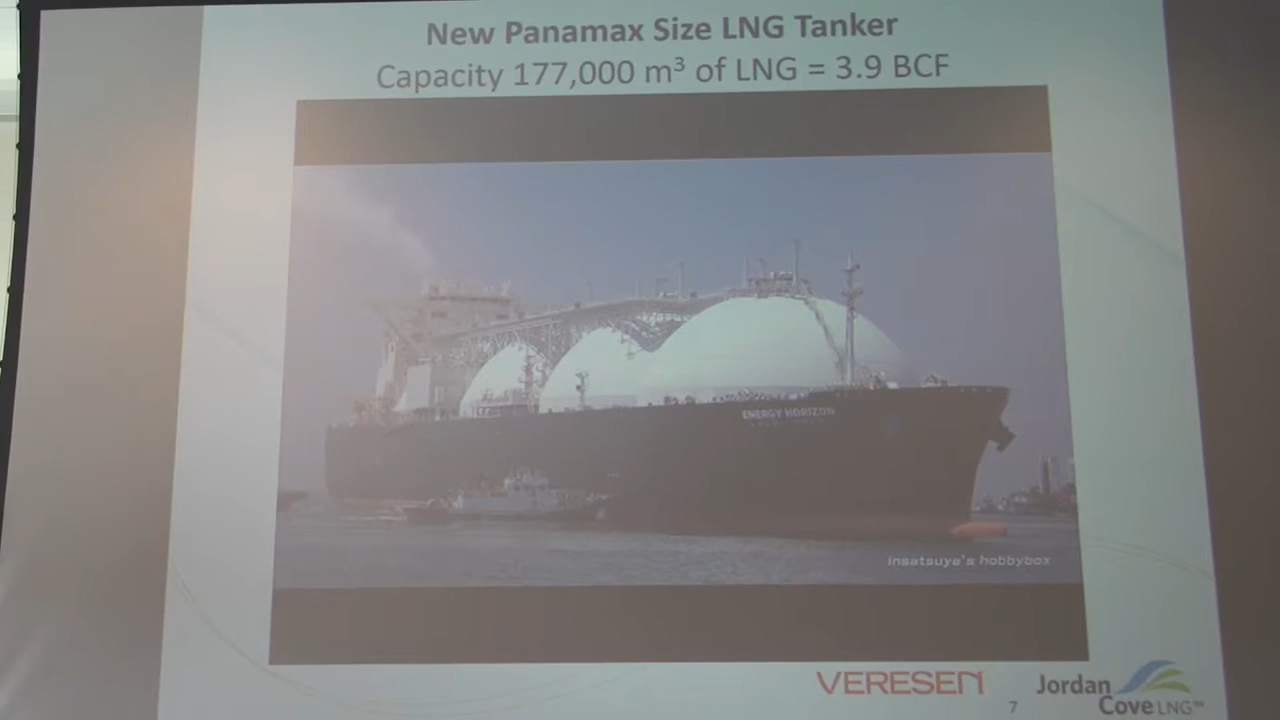 New Panamax Size LNG Tanker
Capacity 177,000 m³ of LNG = 3.9 BCF
ENERGY HORIZON
insatsuya's hobbybox
VERESEN
Jordan
Cove LNG™
7